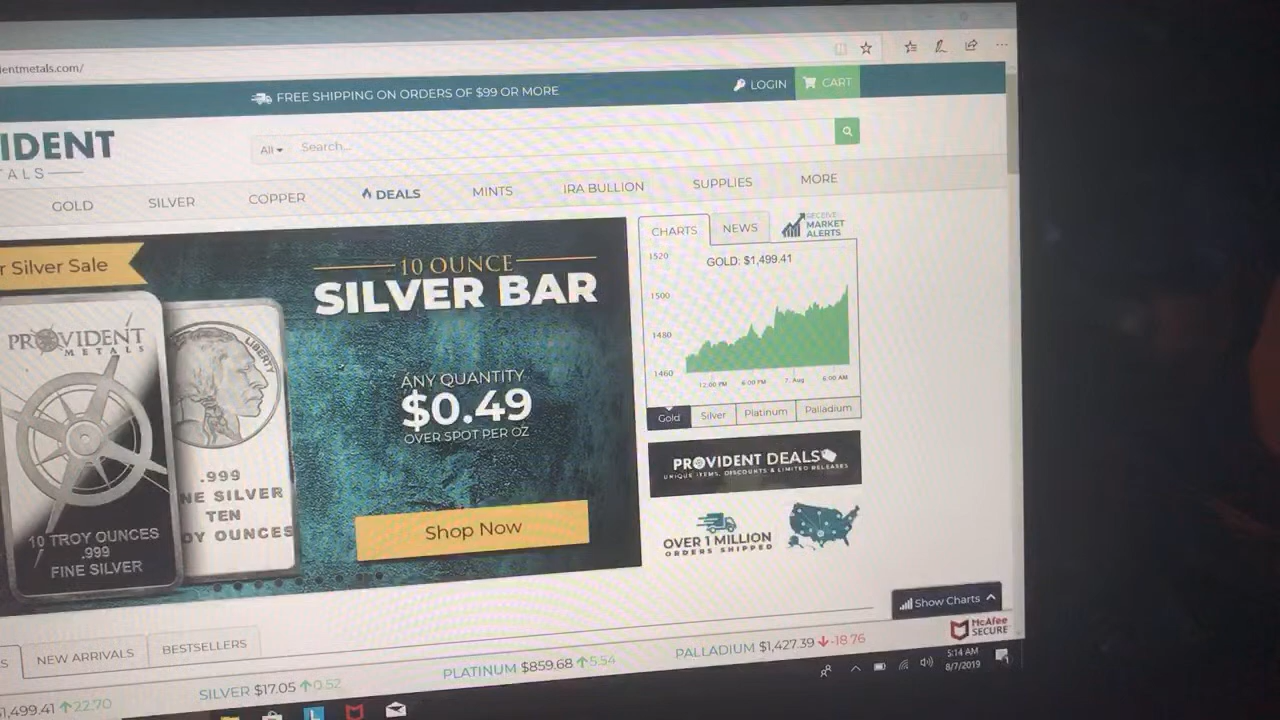 dentmetals.com/
FREE SHIPPING ON ORDERS OF $99 OR MORE
LOGIN
CART
IDENT
ALS
All
Search...
GOLD
SILVER
COPPER
DEALS
MINTS
IRA BULLION
SUPPLIES
MORE
r Silver Sale
10 OUNCE
SILVER BAR
ANY QUANTITY
$0.49
OVER SPOT PER OZ
Shop Now
PROVIDENT
METALS
10 TROY OUNCES
.999
FINE SILVER
LIBERTY
.999
NE SILVER
TEN
OY OUNCES
CHARTS
NEWS
RECEIVE
MARKET
ALERTS
GOLD: $1,499.41
1520
1500
1480
1460
12:00 PM
6:00 PM
7. Aug
6:00 AM
Gold
Silver
Platinum
Palladium
PROVIDENT DEALS
UNIQUE ITEMS, DISCOUNTS & LIMITED RELEASES
OVER 1 MILLION
ORDERS SHIPPED
Show Charts
McAfee
SECURE
S
NEW ARRIVALS
BESTSELLERS
1,499.41 22.70
SILVER $17.05 0.52
PLATINUM $859.68 5.54
PALLADIUM $1,427.39 -18.76
5:14 AM
8/7/2019